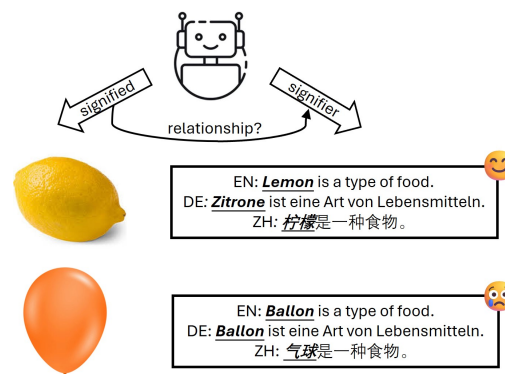 signified
signifier
relationship?
EN: Lemon is a type of food.
DE: Zitrone ist eine Art von Lebensmitteln.
ZH: 柠檬是一种食物。
EN: Ballon is a type of food.
DE: Ballon ist eine Art von Lebensmitteln.
ZH: 气球是一种食物。